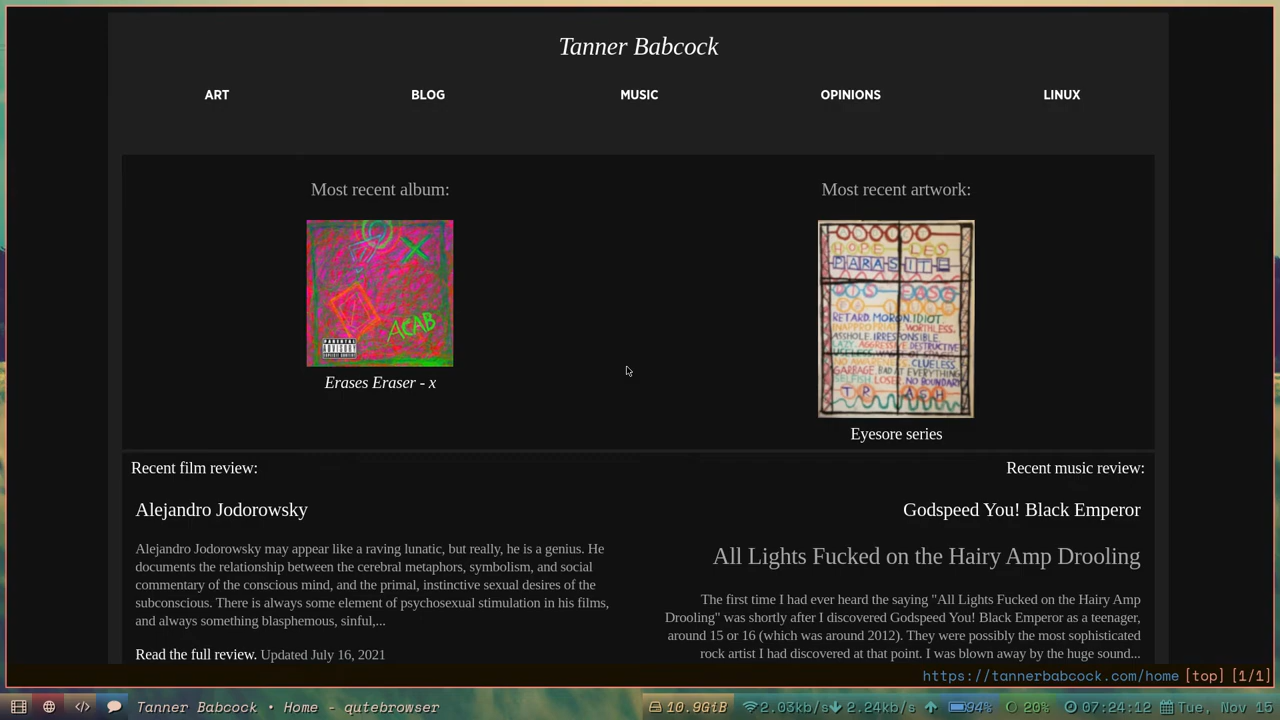 Tanner Babcock
ART BLOG MUSIC OPINIONS LINUX
Most recent album:
ACAB
PARENTAL
ADVISORY
EXPLICIT CONTENT
Erases Eraser - x
Most recent artwork:
HOPE LES
PARASITE
DIS EASE
RETARD. MORON. IDIOT.
INAPPROPRIATE. WORTHLESS.
ASSHOLE. IRRESPONSIBLE
LAZY. AGGRESSIVE DESTRUCTIVE
CLUELESS
GARBAGE. BAD AT EVERYTHING
SELFISH LOSER. NO BOUNDARI
TR ASH
Eyesore series
Recent film review:
Alejandro Jodorowsky
Alejandro Jodorowsky may appear like a raving lunatic, but really, he is a genius. He
documents the relationship between the cerebral metaphors, symbolism, and social
commentary of the conscious mind, and the primal, instinctive sexual desires of the
subconscious. There is always some element of psychosexual stimulation in his films,
and always something blasphemous, sinful,...
Read the full review. Updated July 16, 2021
Recent music review:
Godspeed You! Black Emperor
All Lights Fucked on the Hairy Amp Drooling
The first time I had ever heard the saying "All Lights Fucked on the Hairy Amp
Drooling" was shortly after I discovered Godspeed You! Black Emperor as a teenager,
around 15 or 16 (which was around 2012). They were possibly the most sophisticated
rock artist I had discovered at that point. I was blown away by the huge sound...
https://tannerbabcock.com/home [top] [1/1]
Tanner Babcock • Home - qutebrowser 10.9GiB 2.03kb/s 2.24kb/s 94% 20% 07:24:12 Tue, Nov 15